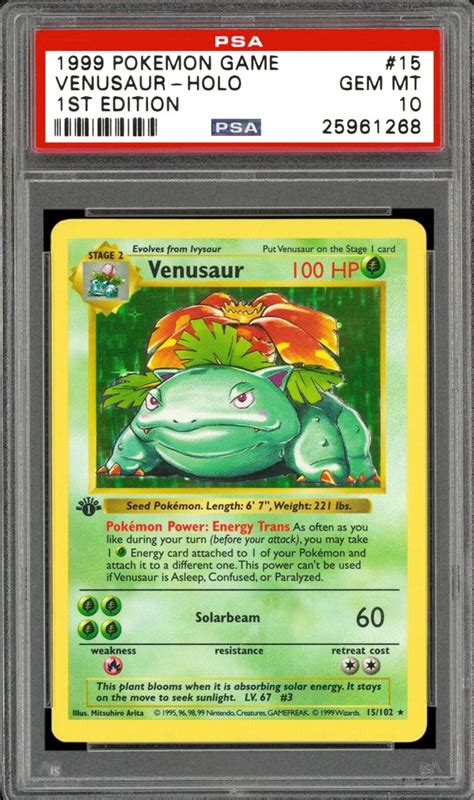 PSA
1999 POKEMON GAME #15
VENUSAUR – HOLO GEM MT
1ST EDITION 10
PSA 25961268
Evolves from Ivysaur Put Venusaur on the Stage 1 card
STAGE 2
Venusaur 100 HP
EDITION
1
Seed Pokémon. Length: 6' 7", Weight: 221 lbs.
Pokémon Power: Energy Trans As often as you
like during your turn (before your attack), you may take
1 Energy card attached to 1 of your Pokémon and
attach it to a different one. This power can't be used
if Venusaur is Asleep, Confused, or Paralyzed.
Solarbeam 60
weakness resistance retreat cost
This plant blooms when it is absorbing solar energy. It stays
on the move to seek sunlight. LV. 67 #3
Illus. Mitsuhiro Arita © 1995, 96, 98, 99 Nintendo, Creatures, GAMEFREAK. © 1999 Wizards. 15/102 ★